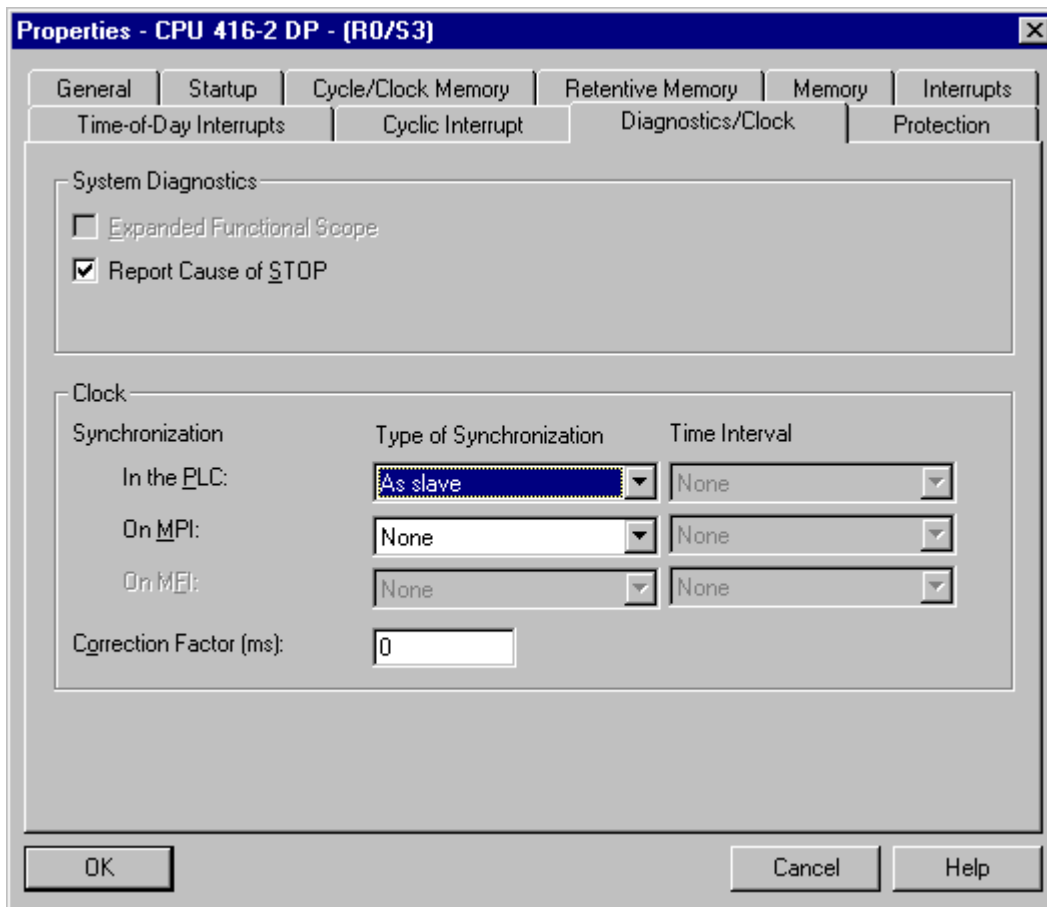 Properties - CPU 416-2 DP - (R0/S3)
General Startup Cycle/Clock Memory Retentive Memory Memory Interrupts
Time-of-Day Interrupts Cyclic Interrupt Diagnostics/Clock Protection
System Diagnostics
Expanded Functional Scope
Report Cause of STOP
Clock
Synchronization Type of Synchronization Time Interval
In the PLC: As slave None
On MPI: None None
On MFI: None None
Correction Factor (ms): 0
OK Cancel Help